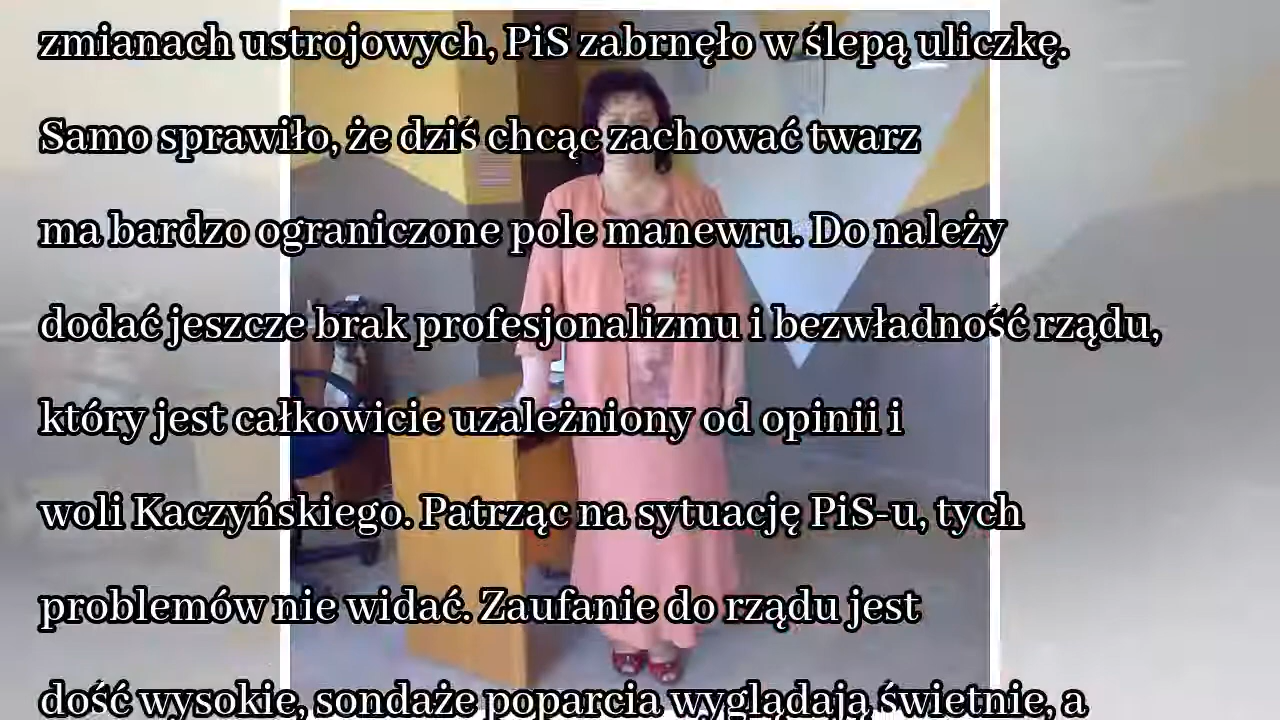 zmianach ustrojowych, PiS zabrnęło w ślepą uliczkę.
Samo sprawiło, że dziś chcąc zachować twarz
ma bardzo ograniczone pole manewru. Do należy
dodać jeszcze brak profesjonalizmu i bezwładność rządu,
który jest całkowicie uzależniony od opinii i
woli Kaczyńskiego. Patrząc na sytuację PiS-u, tych
problemów nie widać. Zaufanie do rządu jest
dość wysokie, sondaże poparcia wyglądają świetnie, a